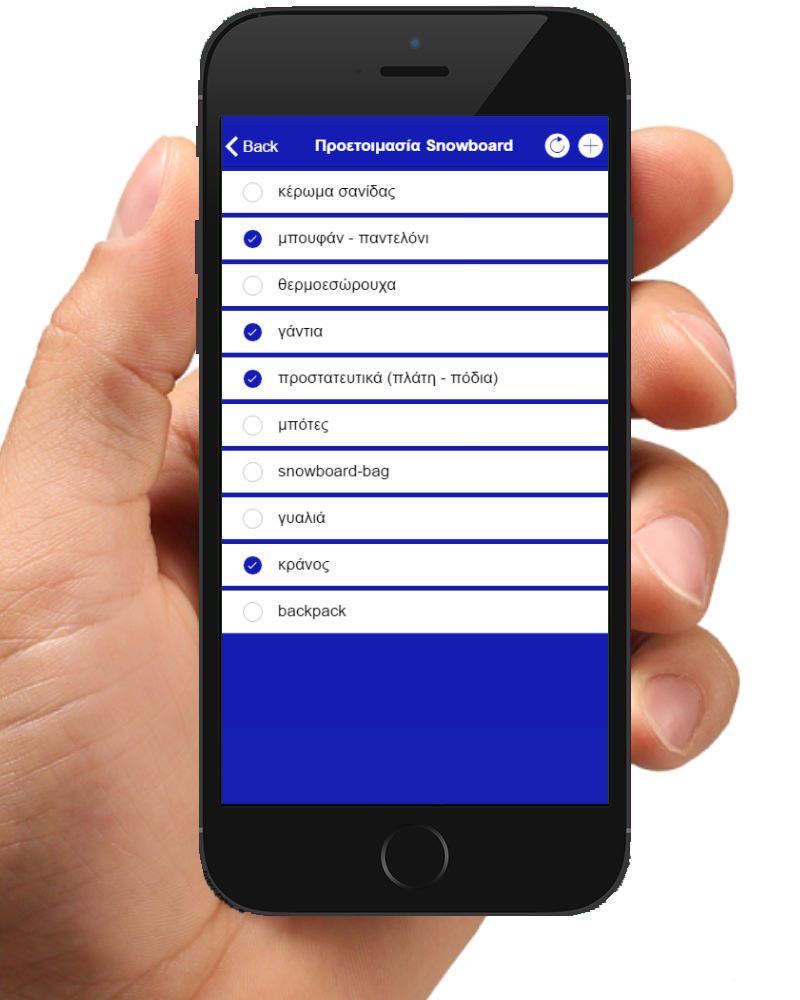 Back Προετοιμασία Snowboard
κέρωμα σανίδας
μπουφάν - παντελόνι
θερμοεσώρουχα
γάντια
προστατευτικά (πλάτη - πόδια)
μπότες
snowboard-bag
γυαλιά
κράνος
backpack